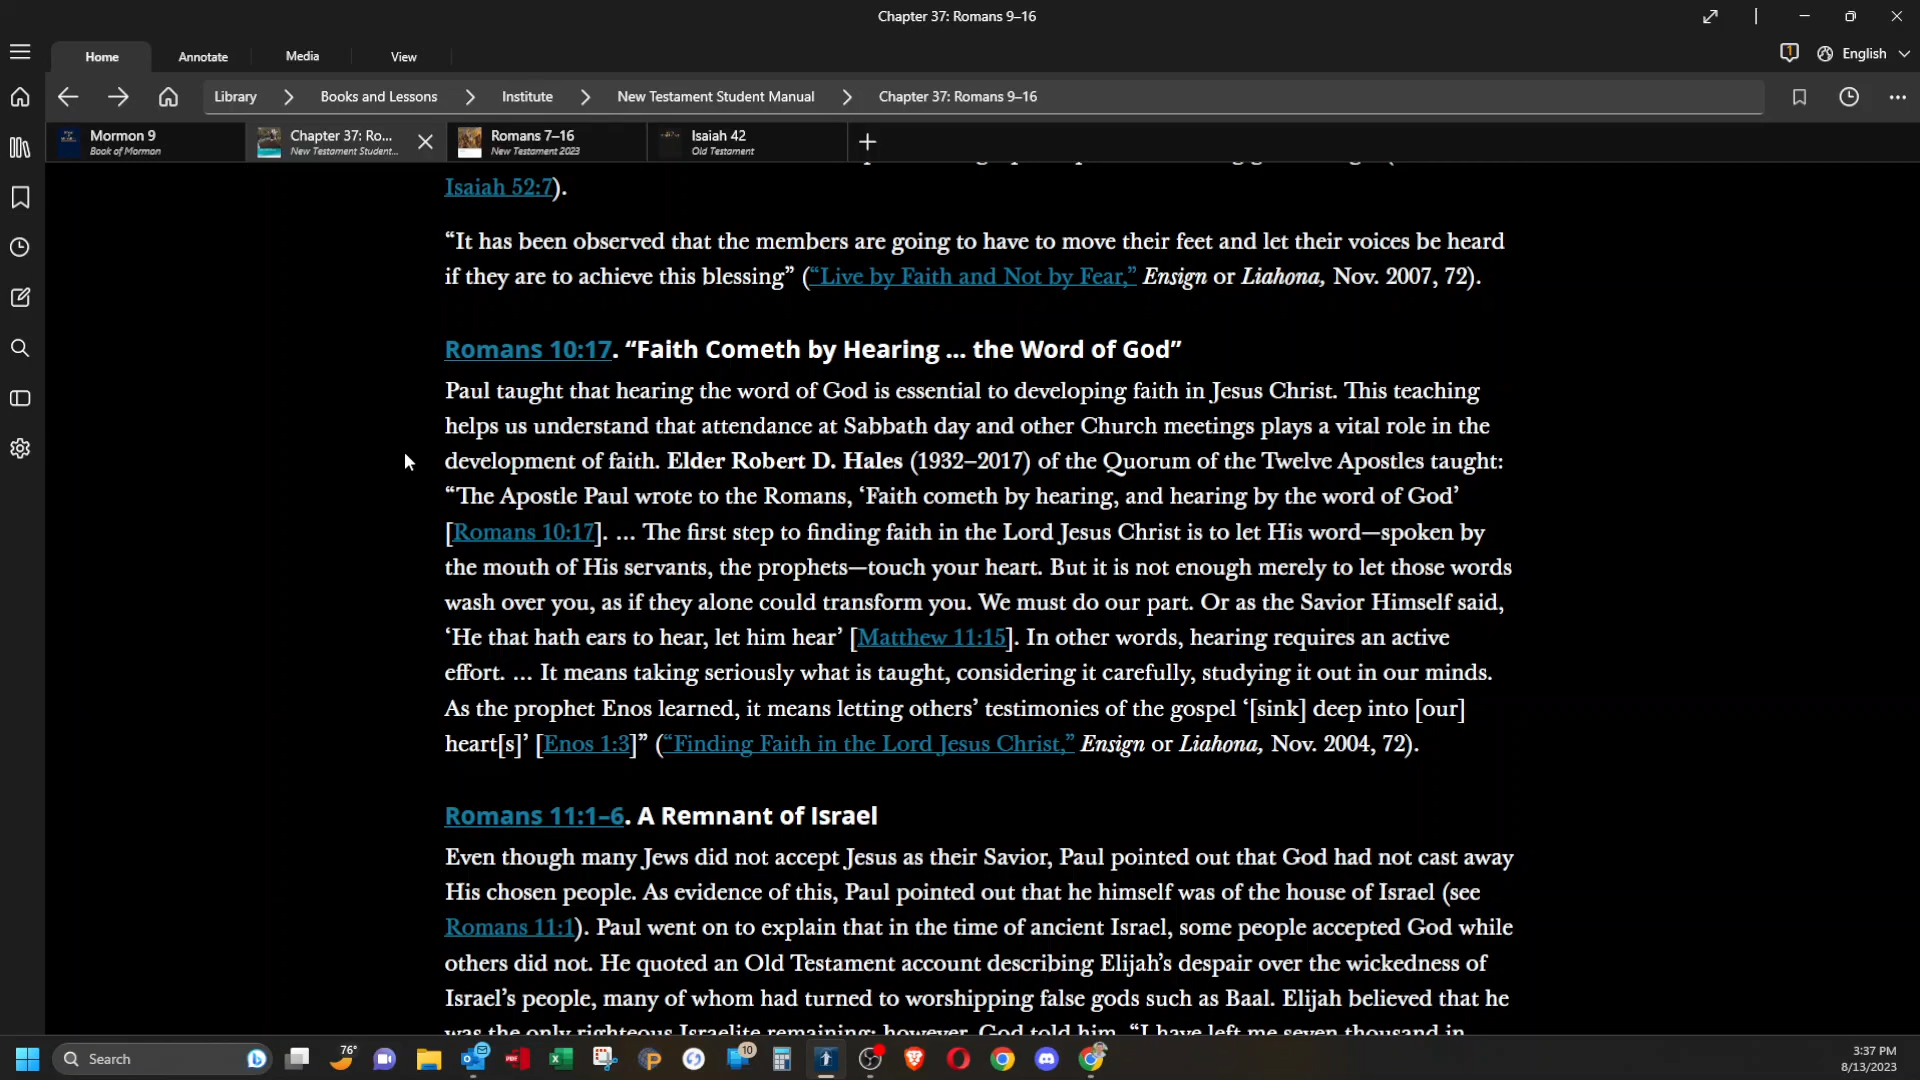 Chapter 37: Romans 9–16
Home Annotate Media View
1 English
Library Books and Lessons Institute New Testament Student Manual Chapter 37: Romans 9–16
Mormon 9 Chapter 37: Ro... Romans 7–16 Isaiah 42
Book of Mormon New Testament Student... New Testament 2023 Old Testament
Isaiah 52:7).
“It has been observed that the members are going to have to move their feet and let their voices be heard
if they are to achieve this blessing” (“Live by Faith and Not by Fear,” Ensign or Liahona, Nov. 2007, 72).
Romans 10:17. “Faith Cometh by Hearing … the Word of God”
Paul taught that hearing the word of God is essential to developing faith in Jesus Christ. This teaching
helps us understand that attendance at Sabbath day and other Church meetings plays a vital role in the
development of faith. Elder Robert D. Hales (1932–2017) of the Quorum of the Twelve Apostles taught:
“The Apostle Paul wrote to the Romans, ‘Faith cometh by hearing, and hearing by the word of God’
[Romans 10:17]. … The first step to finding faith in the Lord Jesus Christ is to let His word—spoken by
the mouth of His servants, the prophets—touch your heart. But it is not enough merely to let those words
wash over you, as if they alone could transform you. We must do our part. Or as the Savior Himself said,
‘He that hath ears to hear, let him hear’ [Matthew 11:15]. In other words, hearing requires an active
effort. … It means taking seriously what is taught, considering it carefully, studying it out in our minds.
As the prophet Enos learned, it means letting others’ testimonies of the gospel ‘[sink] deep into [our]
heart[s]’ [Enos 1:3]” (“Finding Faith in the Lord Jesus Christ,” Ensign or Liahona, Nov. 2004, 72).
Romans 11:1–6. A Remnant of Israel
Even though many Jews did not accept Jesus as their Savior, Paul pointed out that God had not cast away
His chosen people. As evidence of this, Paul pointed out that he himself was of the house of Israel (see
Romans 11:1). Paul went on to explain that in the time of ancient Israel, some people accepted God while
others did not. He quoted an Old Testament account describing Elijah’s despair over the wickedness of
Israel’s people, many of whom had turned to worshipping false gods such as Baal. Elijah believed that he
was the only righteous Israelite remaining; however, God told him, “I have left me seven thousand in
Search 76° PDF 10
3:37 PM
8/13/2023